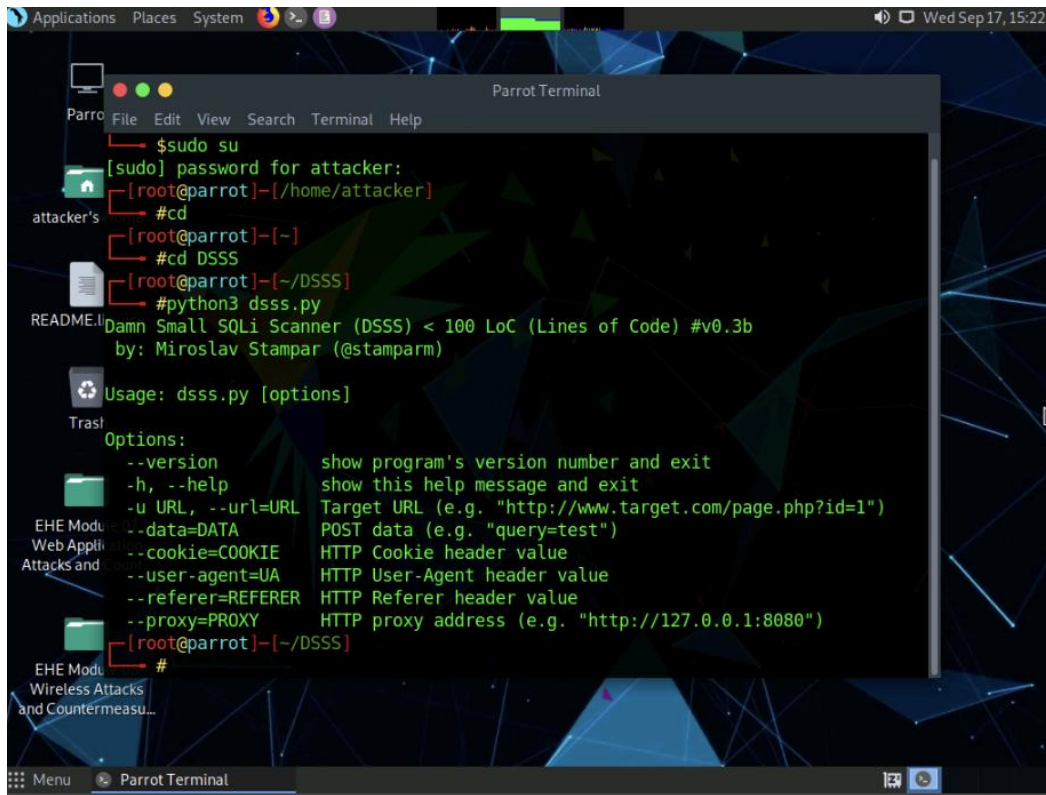 Applications Places System
Wed Sep 17, 15:22
Parrot Terminal
File Edit View Search Terminal Help
$sudo su
[sudo] password for attacker:
[root@parrot]-[/home/attacker]
#cd
[root@parrot]-[~]
#cd DSSS
[root@parrot]-[~/DSSS]
#python3 dsss.py
Damn Small SQLi Scanner (DSSS) < 100 LoC (Lines of Code) #v0.3b
by: Miroslav Stampar (@stamparm)
Usage: dsss.py [options]
Options:
--version show program's version number and exit
-h, --help show this help message and exit
-u URL, --url=URL Target URL (e.g. "http://www.target.com/page.php?id=1")
--data=DATA POST data (e.g. "query=test")
--cookie=COOKIE HTTP Cookie header value
--user-agent=UA HTTP User-Agent header value
--referer=REFERER HTTP Referer header value
--proxy=PROXY HTTP proxy address (e.g. "http://127.0.0.1:8080")
[root@parrot]-[~/DSSS]
#
Parro
attacker's
README.li
Trash
EHE Module
Web Appli
Attacks and
EHE Modu
Wireless Attacks
and Countermeasu...
Menu
Parrot Terminal